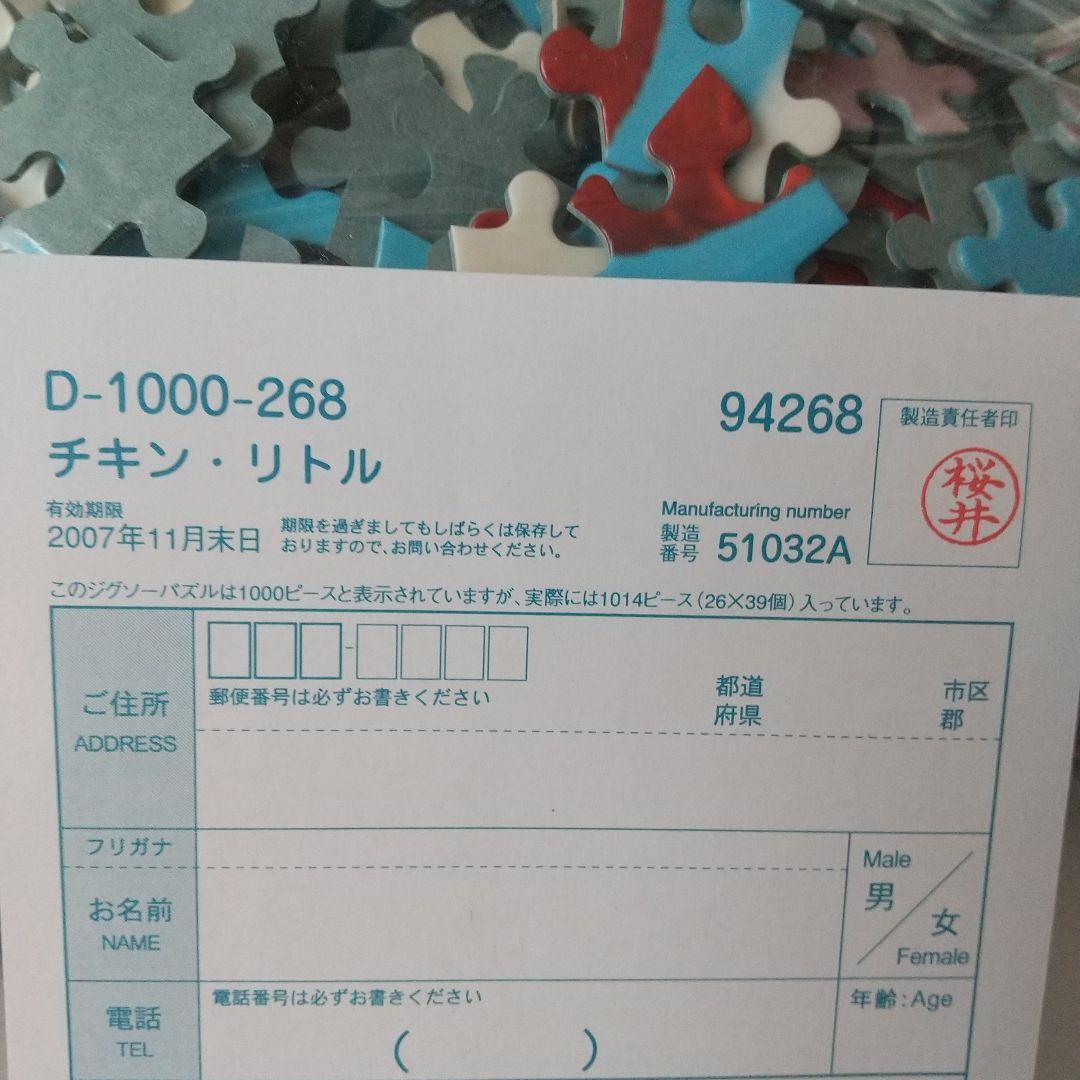 D-1000-268
チキン・リトル
94268
製造責任者印
桜井
有効期限
2007年11月末日
期限を過ぎましてもしばらくは保存して
おりますので、お問い合わせください。
Manufacturing number
製造
番号 51032A
このジグソーパズルは1000ピースと表示されていますが、実際には1014ピース(26×39個)入っています。
ご住所
ADDRESS
-
郵便番号は必ずお書きください
都道
府県
市区
郡
フリガナ
お名前
NAME
Male
男
女
Female
電話
TEL
電話番号は必ずお書きください
( )
年齢:Age